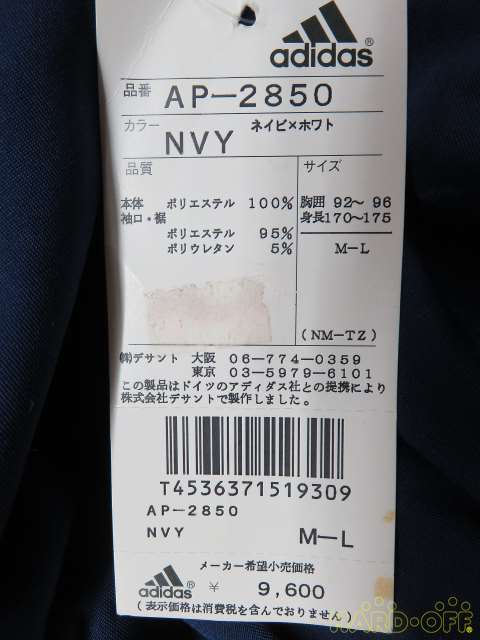 adidas®
品番 AP−2850
カラー NVY ネイビ×ホワト
品質 サイズ
本体 ポリエステル 100% 胸囲 92〜 96
袖口・裾 身長170〜175
ポリエステル 95%
ポリウレタン 5% M−L
(NM−TZ)
㈱デサント 大阪 06−774−0359
東京 03−5979−6101
この製品はドイツのアディダス社との提携により
株式会社デサントで製作しました。
T4536371519309
AP−2850
NVY M−L
メーカー希望小売価格
adidas® ¥ 9,600
(表示価格は消費税を含んでおりません)
HARD-OFF